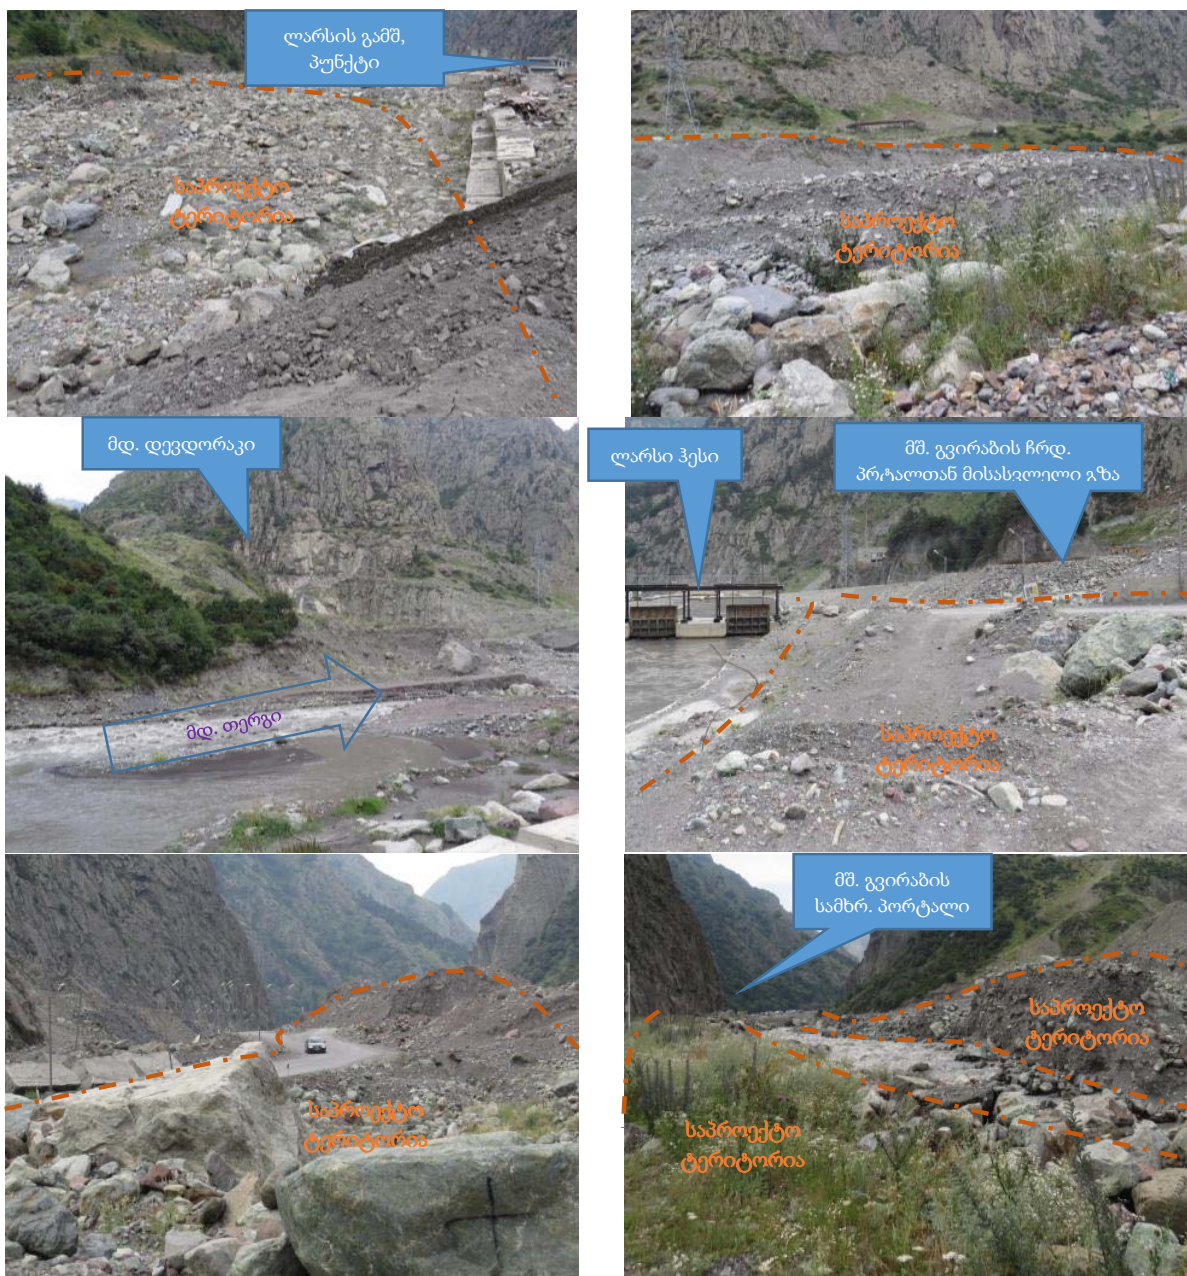 ლარსის გამშ,
პუნქტი
საპროექტო
ტერიტორია
საპროექტო
ტერიტორია
მდ. დევდორაკი
მდ. თერგი
ლარსი ჰესი
მშ. გვირაბის ჩრდ.
პრტალთან მისასვლელი გზა
საპროექტო
ტერიტორია
საპროექტო
ტერიტორია
მშ. გვირაბის
სამხრ. პორტალი
საპროექტო
ტერიტორია
საპროექტო
ტერიტორია